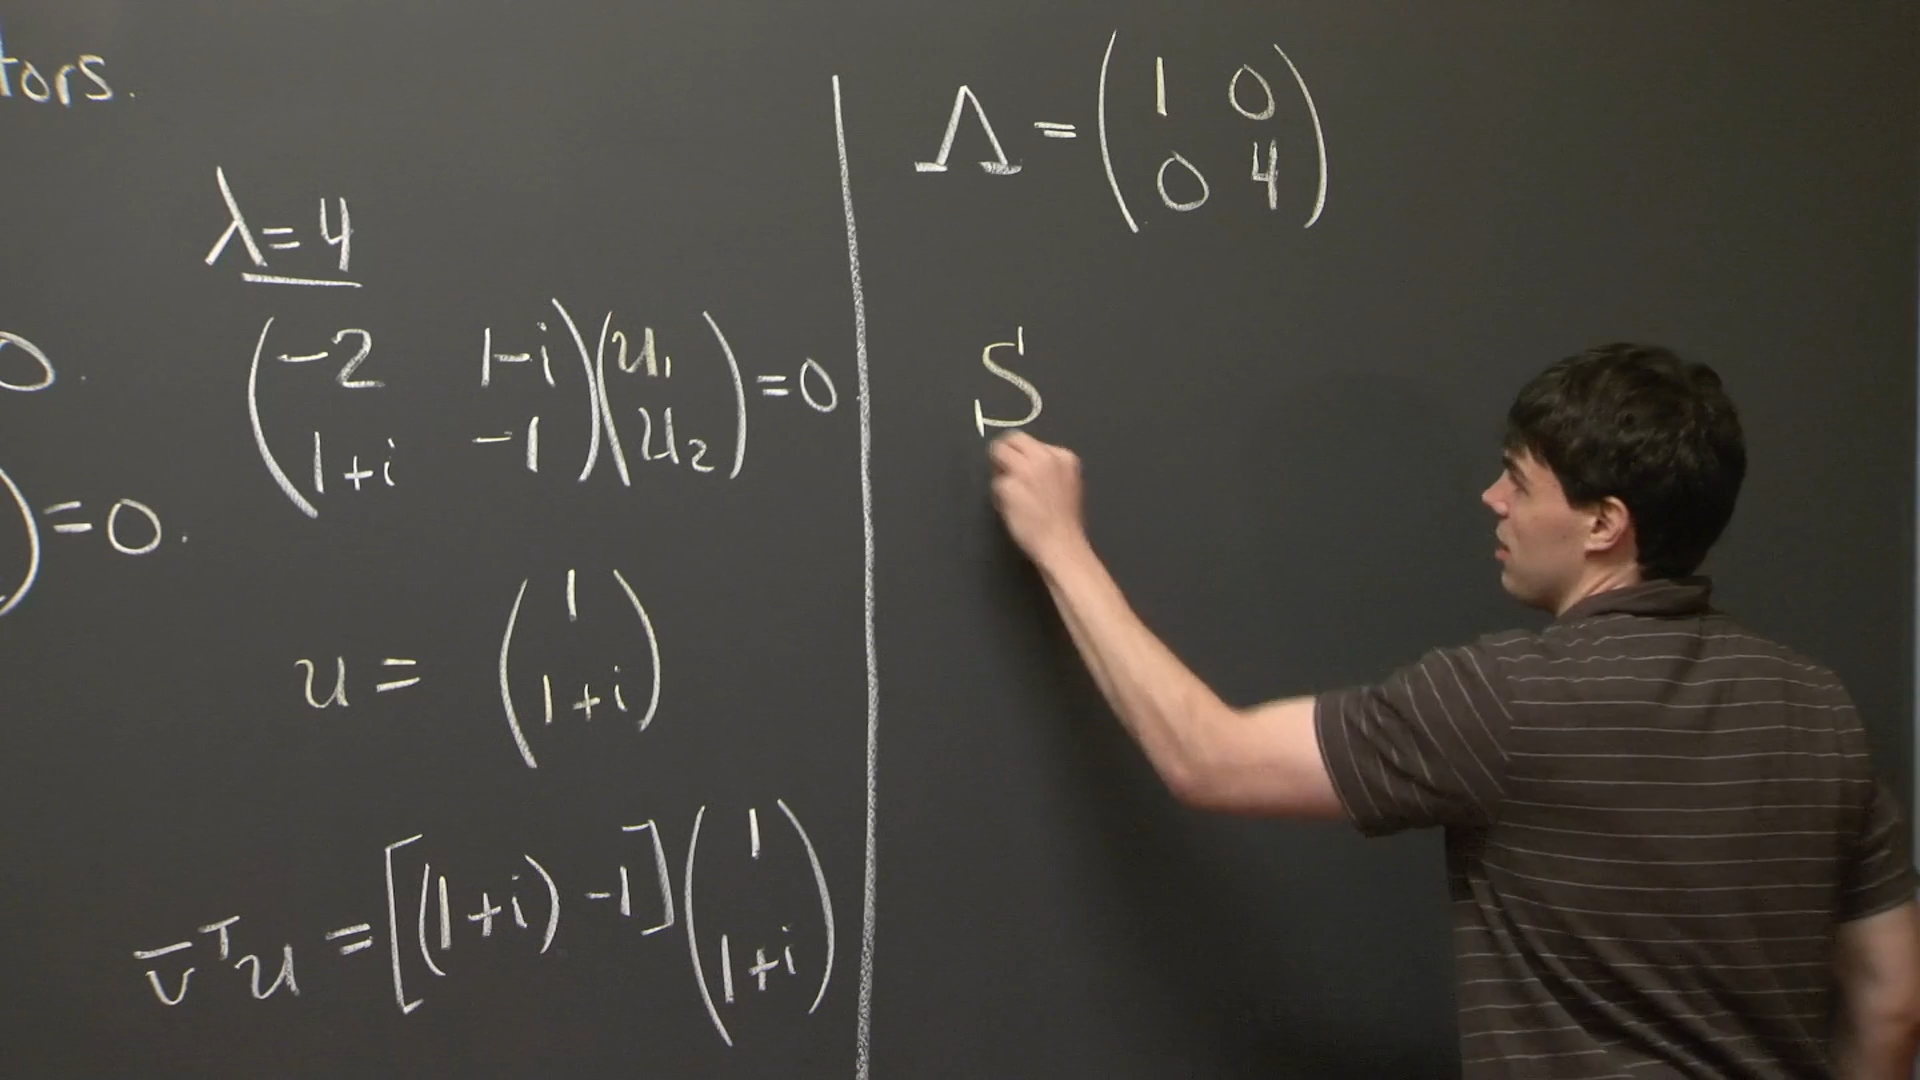 tors.
λ=4
0.
(-2 1-i; 1+i -1)(u₁; u₂)=0
)=0.
u = (1; 1+i)
v̄ᵀu = [(1+i) -1](1; 1+i)
Λ = (1 0; 0 4)
S